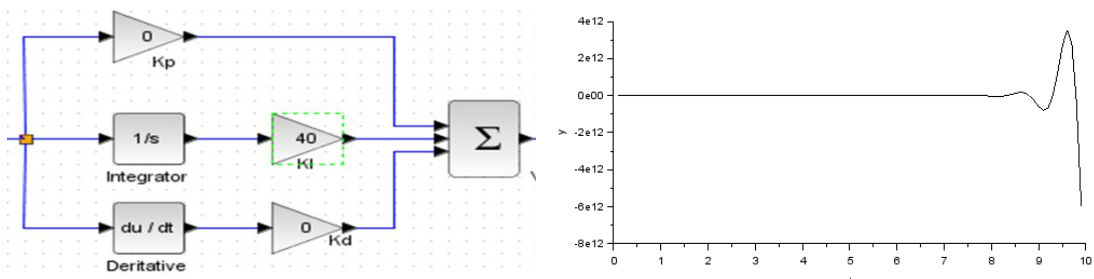 0
Kp
1/s
Integrator
40
KI
Σ
du / dt
Deritative
0
Kd
y
4e12
2e12
0e00
-2e12
-4e12
-6e12
-8e12
0 1 2 3 4 5 6 7 8 9 10